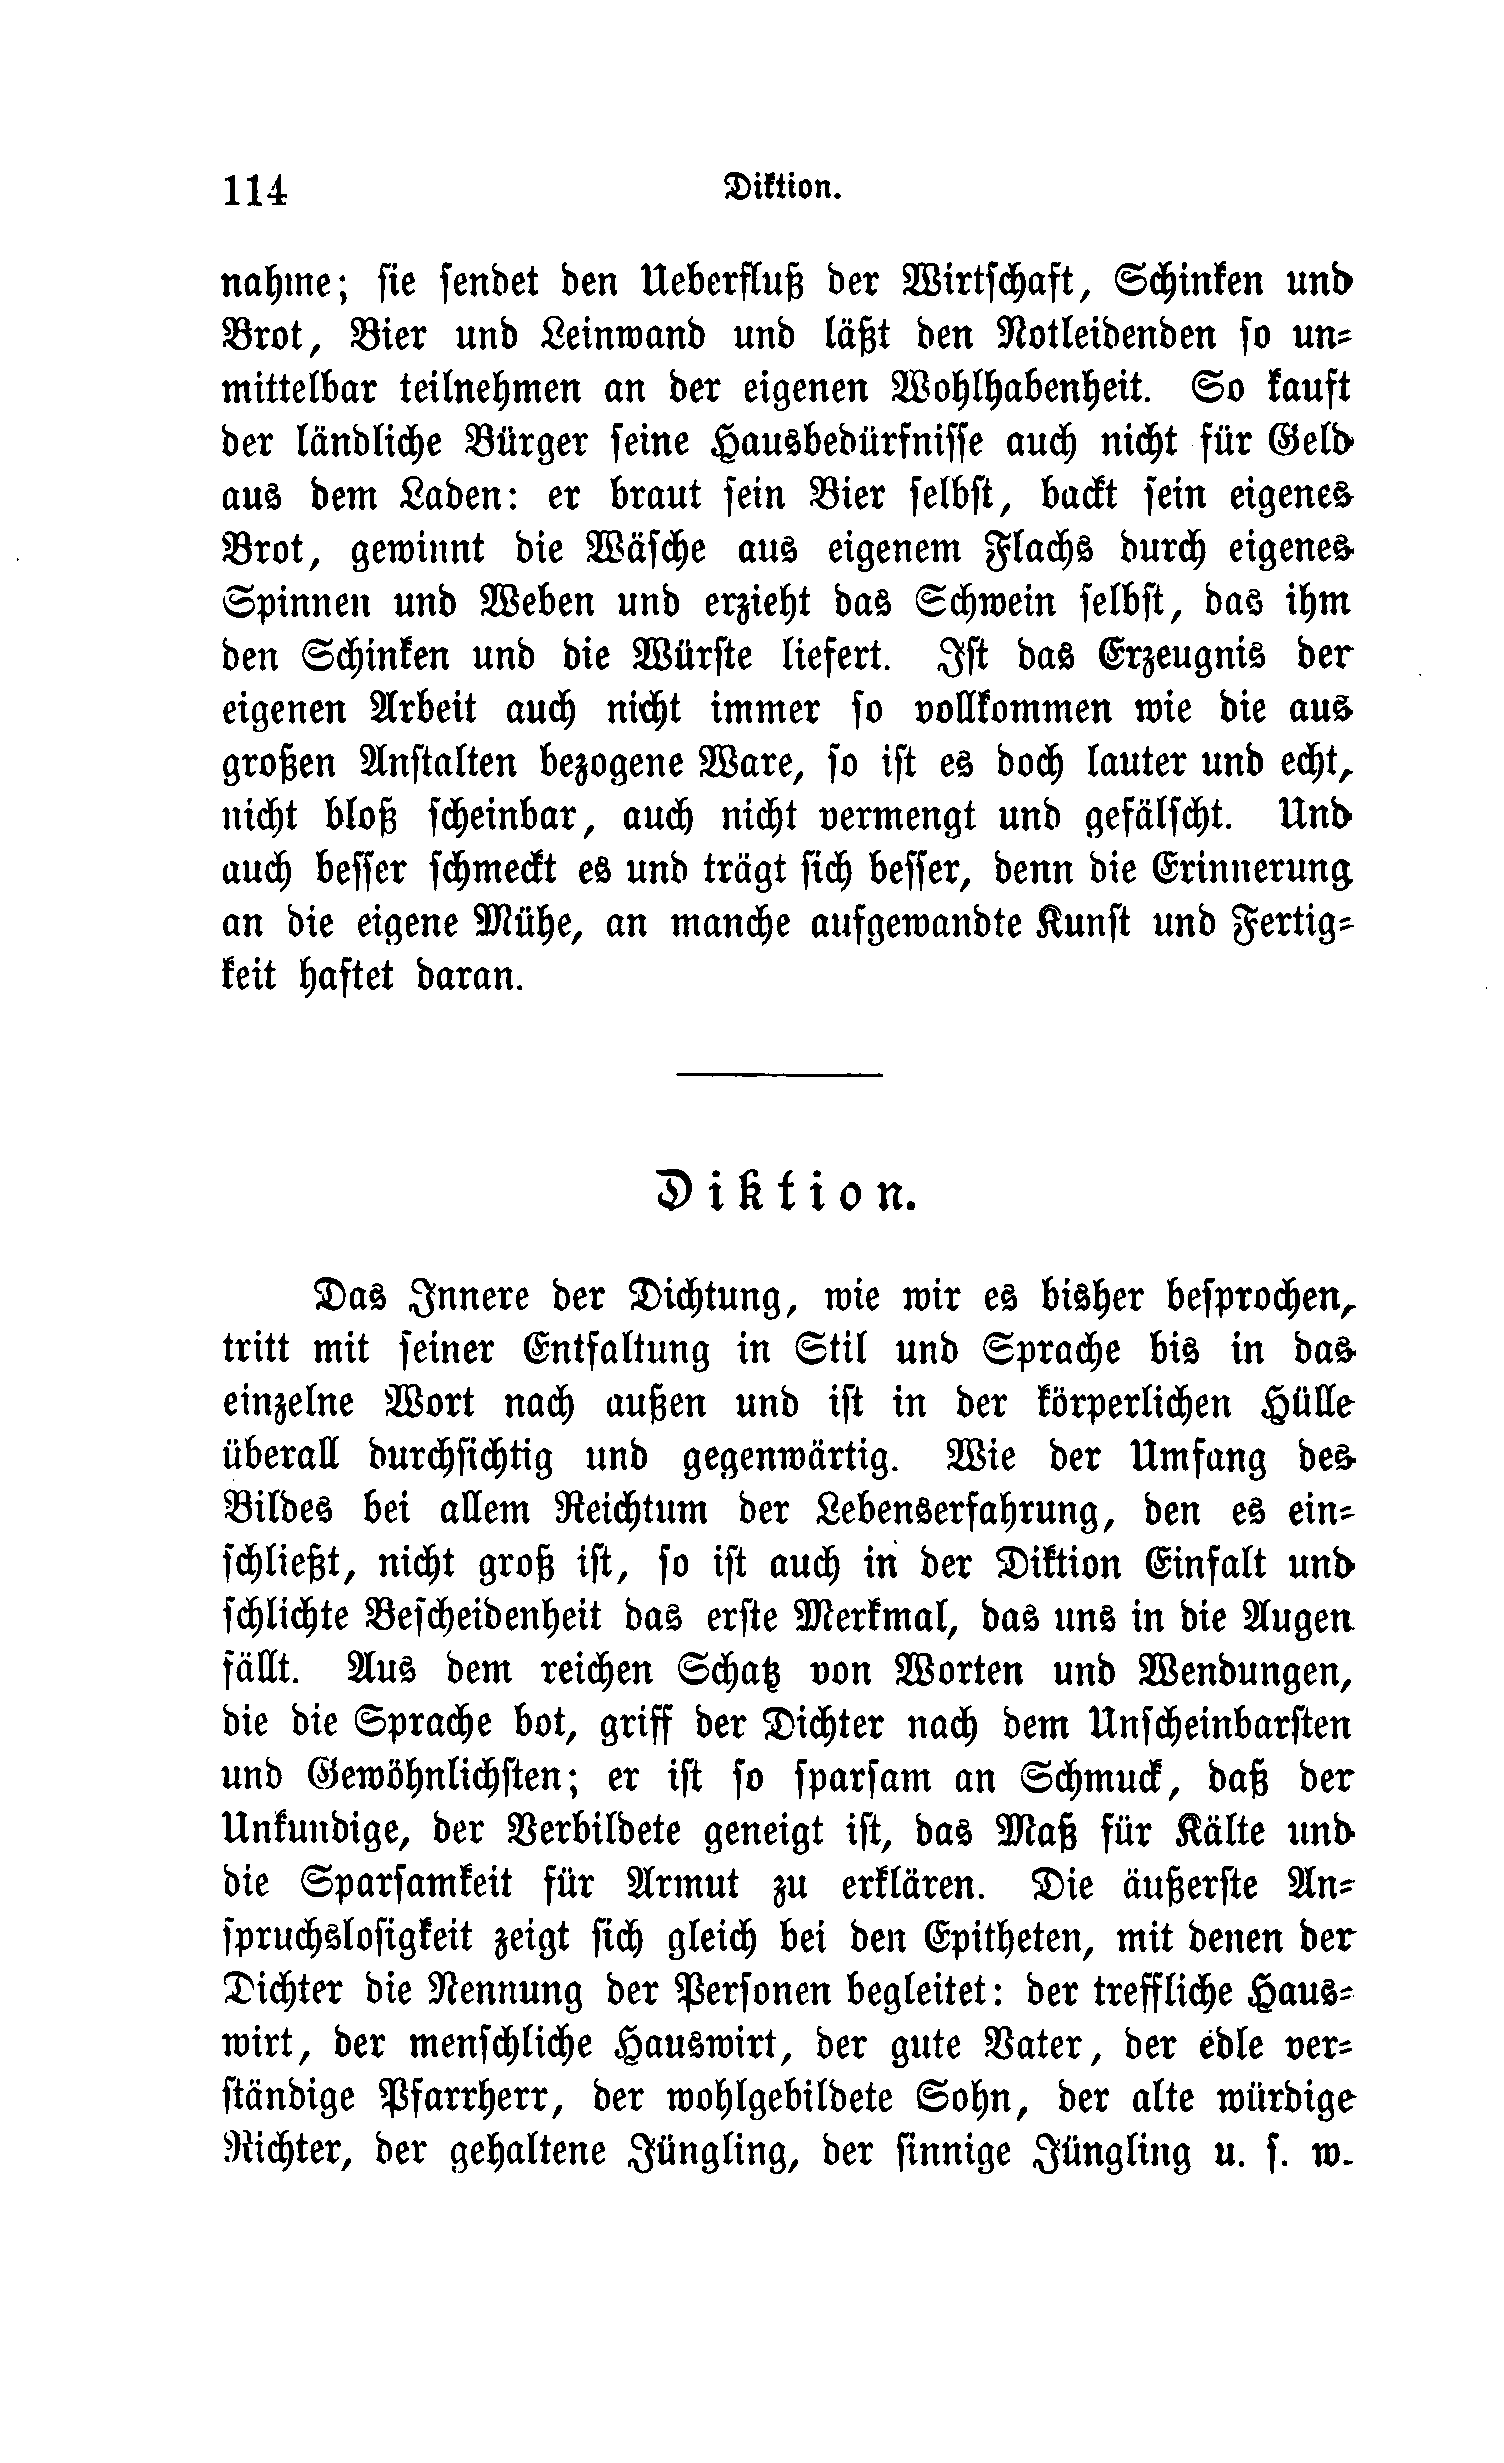 114 Diktion.
nahme; ſie ſendet den Ueberfluß der Wirtſchaft, Schinken und
Brot, Bier und Leinwand und läßt den Notleidenden ſo un-
mittelbar teilnehmen an der eigenen Wohlhabenheit. So kauft
der ländliche Bürger ſeine Hausbedürfniſſe auch nicht für Geld
aus dem Laden: er braut ſein Bier ſelbſt, backt ſein eigenes
Brot, gewinnt die Wäſche aus eigenem Flachs durch eigenes
Spinnen und Weben und erzieht das Schwein ſelbſt, das ihm
den Schinken und die Würſte liefert. Iſt das Erzeugnis der
eigenen Arbeit auch nicht immer ſo vollkommen wie die aus
großen Anſtalten bezogene Ware, ſo iſt es doch lauter und echt,
nicht bloß ſcheinbar, auch nicht vermengt und gefälſcht. Und
auch beſſer ſchmeckt es und trägt ſich beſſer, denn die Erinnerung
an die eigene Mühe, an manche aufgewandte Kunſt und Fertig-
keit haftet daran.
Diktion.
Das Innere der Dichtung, wie wir es bisher beſprochen,
tritt mit ſeiner Entfaltung in Stil und Sprache bis in das
einzelne Wort nach außen und iſt in der körperlichen Hülle
überall durchſichtig und gegenwärtig. Wie der Umfang des
Bildes bei allem Reichtum der Lebenserfahrung, den es ein-
ſchließt, nicht groß iſt, ſo iſt auch in der Diktion Einfalt und
ſchlichte Beſcheidenheit das erſte Merkmal, das uns in die Augen
fällt. Aus dem reichen Schatz von Worten und Wendungen,
die die Sprache bot, griff der Dichter nach dem Unſcheinbarſten
und Gewöhnlichſten; er iſt ſo ſparſam an Schmuck, daß der
Unkundige, der Verbildete geneigt iſt, das Maß für Kälte und
die Sparſamkeit für Armut zu erklären. Die äußerſte An-
ſpruchsloſigkeit zeigt ſich gleich bei den Epitheten, mit denen der
Dichter die Nennung der Perſonen begleitet: der treffliche Haus-
wirt, der menſchliche Hauswirt, der gute Vater, der edle ver-
ſtändige Pfarrherr, der wohlgebildete Sohn, der alte würdige
Richter, der gehaltene Jüngling, der ſinnige Jüngling u. ſ. w.